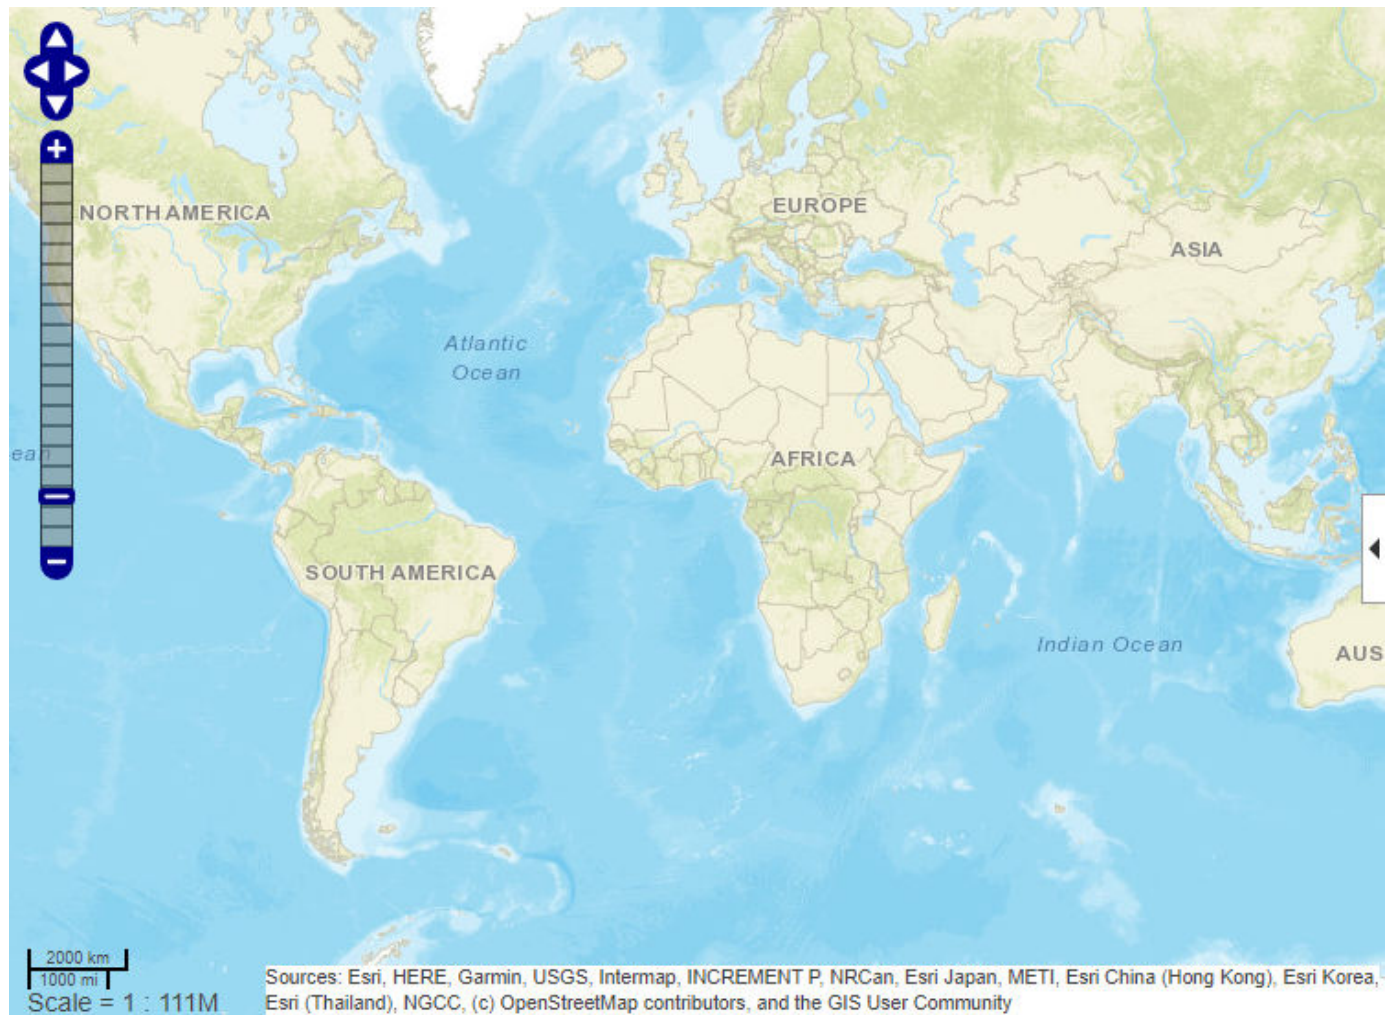 NORTH AMERICA
EUROPE
ASIA
Atlantic
Ocean
ean
AFRICA
SOUTH AMERICA
Indian Ocean
AUS
2000 km
1000 mi
Scale = 1 : 111M
Sources: Esri, HERE, Garmin, USGS, Intermap, INCREMENT P, NRCan, Esri Japan, METI, Esri China (Hong Kong), Esri Korea,
Esri (Thailand), NGCC, (c) OpenStreetMap contributors, and the GIS User Community